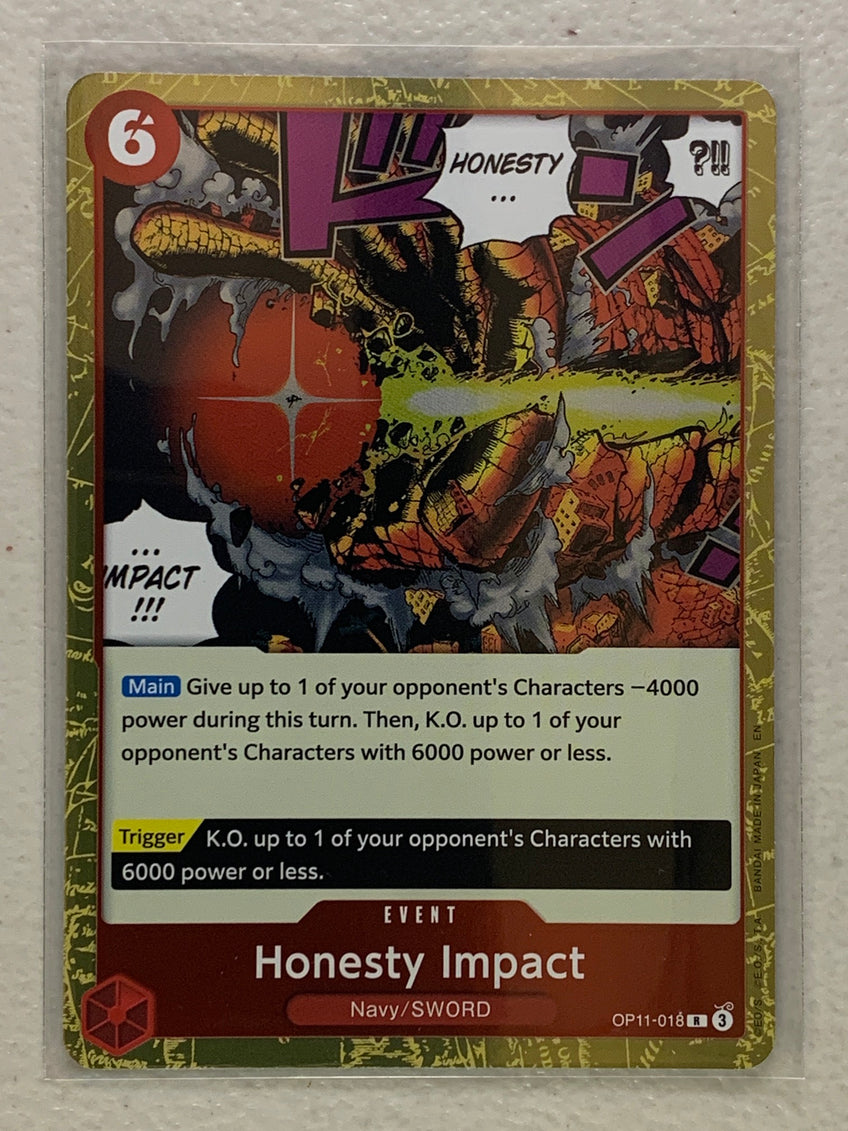 6
HONESTY
...
?!!
ドン
...
IMPACT
!!!
Main Give up to 1 of your opponent's Characters −4000
power during this turn. Then, K.O. up to 1 of your
opponent's Characters with 6000 power or less.
Trigger K.O. up to 1 of your opponent's Characters with
6000 power or less.
EVENT
Honesty Impact
Navy/SWORD
OP11-018 R 3
BANDAI MADE IN JAPAN EN